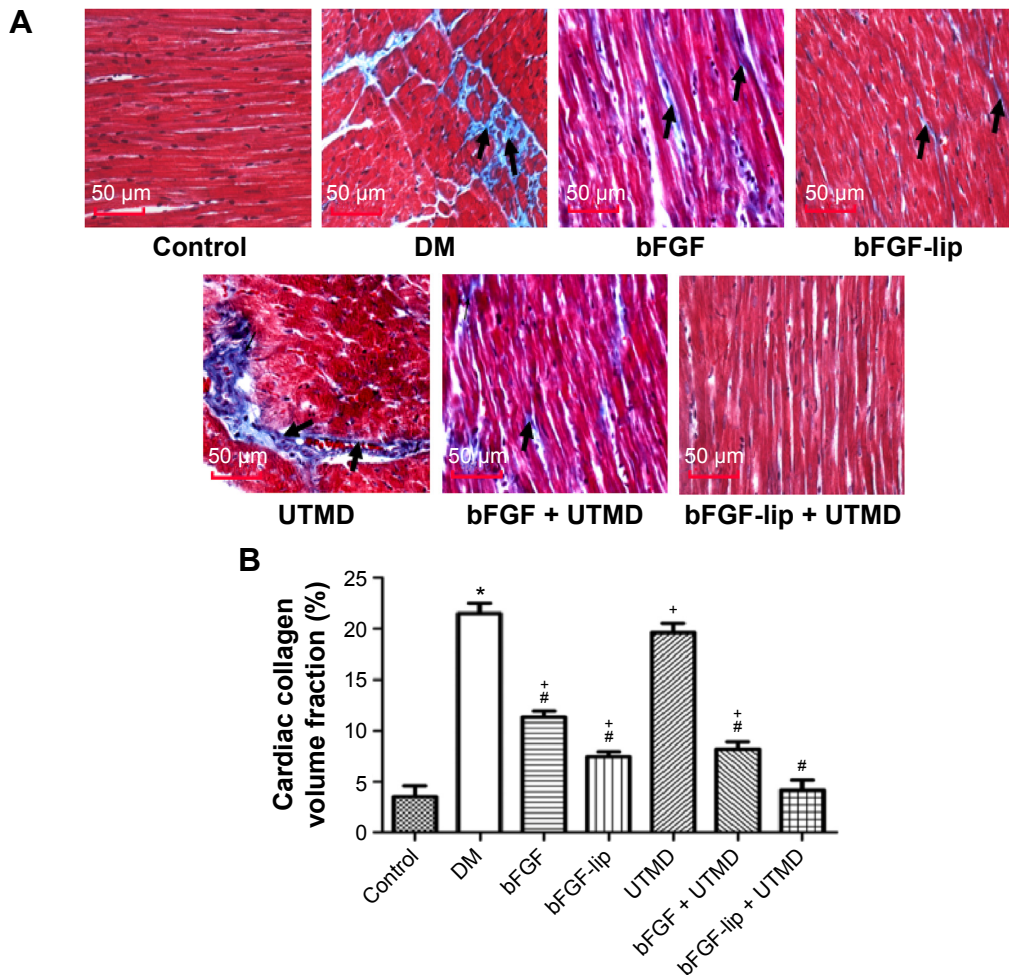 A
50 µm
50 µm
50 µm
50 µm
Control
DM
bFGF
bFGF-lip
50 µm
50 µm
50 µm
UTMD
bFGF + UTMD
bFGF-lip + UTMD
B
Cardiac collagen
volume fraction (%)
25
20
15
10
5
0
*
+
#
+
#
+
+
#
#
Control
DM
bFGF
bFGF-lip
UTMD
bFGF + UTMD
bFGF-lip + UTMD